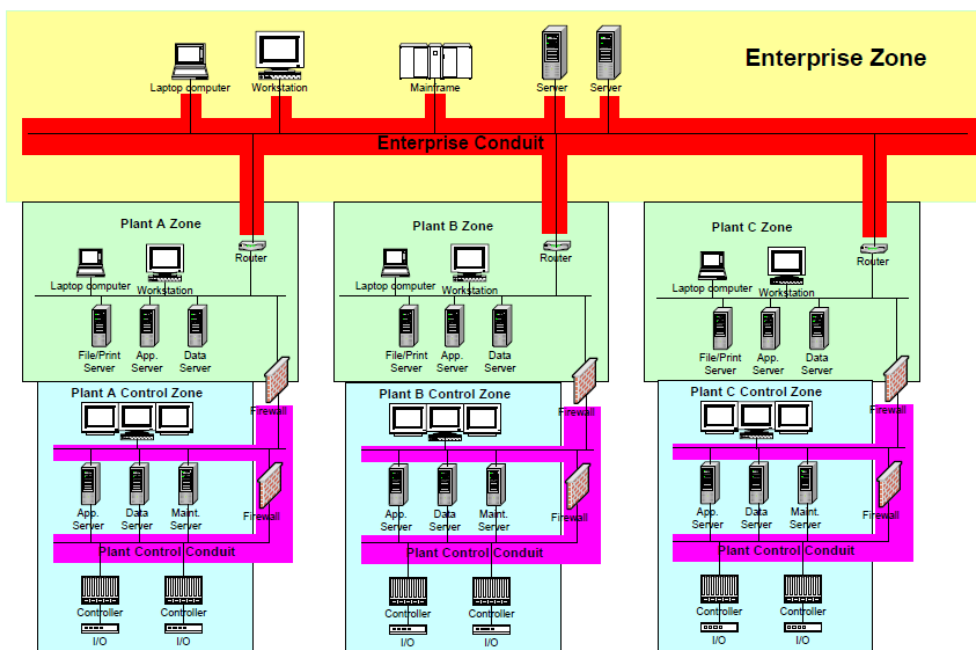 Enterprise Zone
Laptop computer
Workstation
Mainframe
Server
Server
Enterprise Conduit
Plant A Zone
Router
Laptop computer
Workstation
File/Print
Server
App.
Server
Data
Server
Plant A Control Zone
Firewall
App.
Server
Data
Server
Maint.
Server
Firewall
Plant Control Conduit
Controller
Controller
I/O
I/O
Plant B Zone
Router
Laptop computer
Workstation
File/Print
Server
App.
Server
Data
Server
Plant B Control Zone
Firewall
App.
Server
Data
Server
Maint.
Server
Firewall
Plant Control Conduit
Controller
Controller
I/O
I/O
Plant C Zone
Router
Laptop computer
Workstation
File/Print
Server
App.
Server
Data
Server
Plant C Control Zone
Firewall
App.
Server
Data
Server
Maint.
Server
Firewall
Plant Control Conduit
Controller
Controller
I/O
I/O